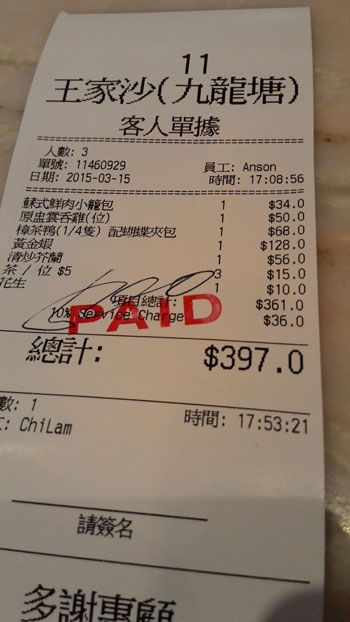 11
王家沙(九龍塘)
客人單據
人數: 3
單號: 11460929 員工: Anson
日期: 2015-03-15 時間: 17:08:56
蘇式鮮肉小籠包 1 $34.0
原盅雲吞雞(位) 1 $50.0
樟茶鴨(1/4隻) 配蝴蝶夾包 1 $68.0
黃金蝦 1 $128.0
清炒芥蘭 1 $56.0
茶 / 位 $5 3 $15.0
花生 1 $10.0
項目總計: $361.0
10% Service Charge $36.0
PAID
總計: $397.0
數: 1 時間: 17:53:21
: ChiLam
請簽名
多謝惠顧